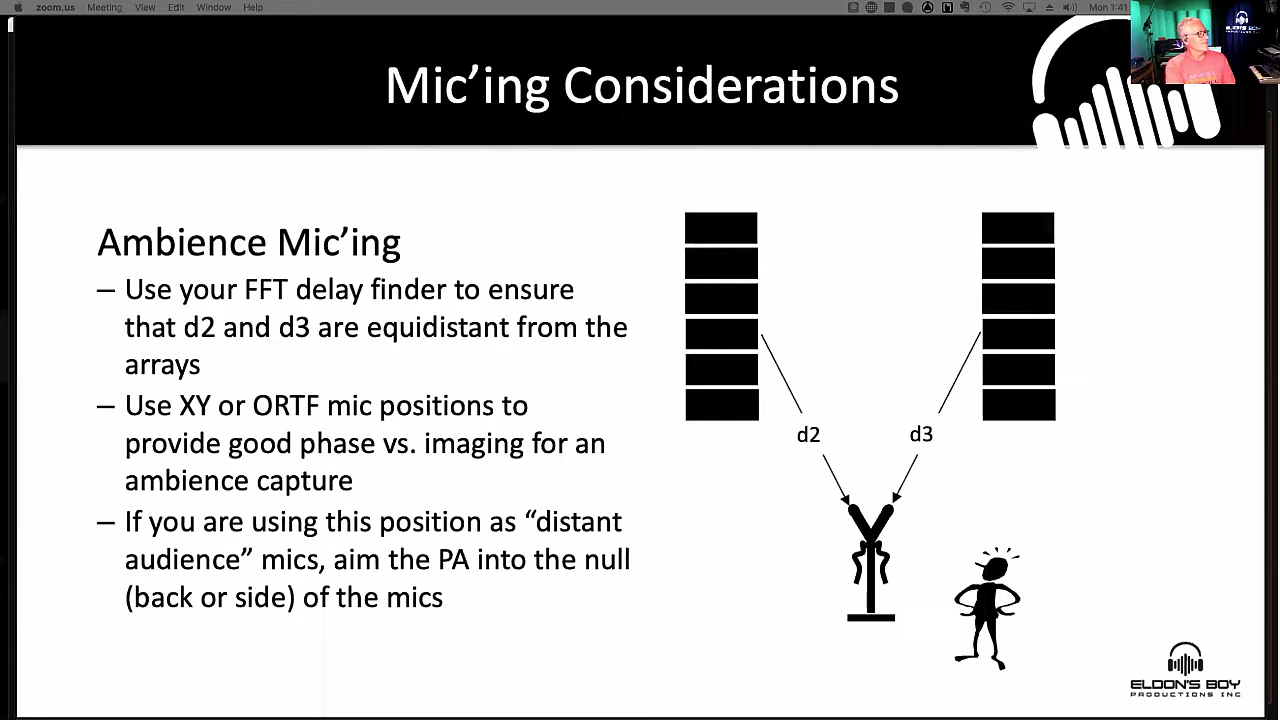 zoom.us Meeting View Edit Window Help Mon 1:41
Mic'ing Considerations
Ambience Mic'ing
– Use your FFT delay finder to ensure
that d2 and d3 are equidistant from the
arrays
– Use XY or ORTF mic positions to
provide good phase vs. imaging for an
ambience capture
– If you are using this position as “distant
audience” mics, aim the PA into the null
(back or side) of the mics
d2 d3
ELDON'S BOY
PRODUCTIONS INC